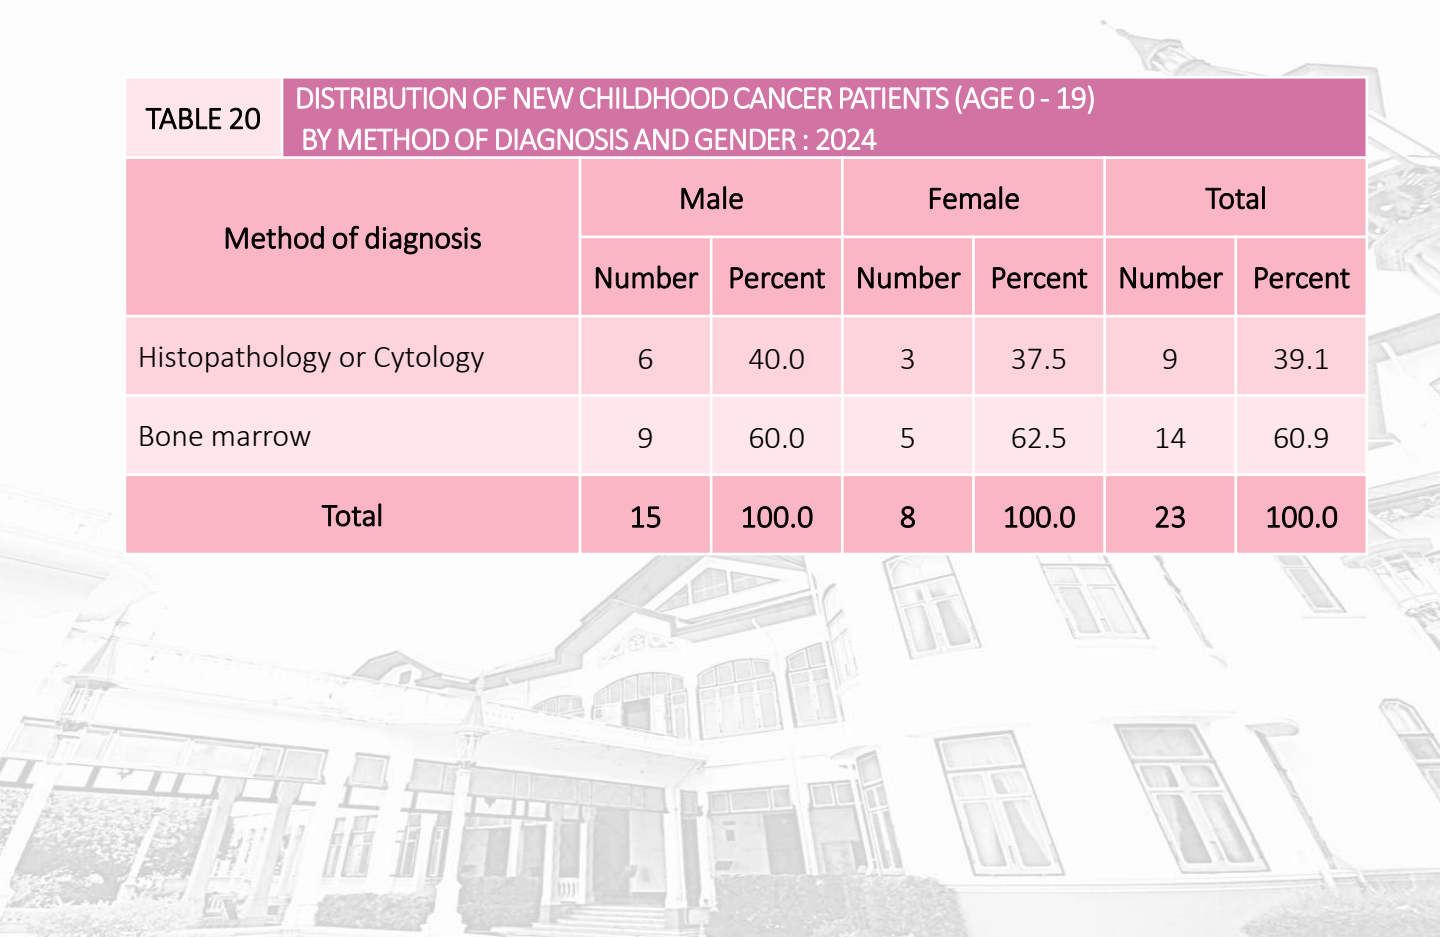 TABLE 20
DISTRIBUTION OF NEW CHILDHOOD CANCER PATIENTS (AGE 0 - 19)
BY METHOD OF DIAGNOSIS AND GENDER : 2024
Method of diagnosis
Male Female Total
Number Percent Number Percent Number Percent
Histopathology or Cytology 6 40.0 3 37.5 9 39.1
Bone marrow 9 60.0 5 62.5 14 60.9
Total 15 100.0 8 100.0 23 100.0